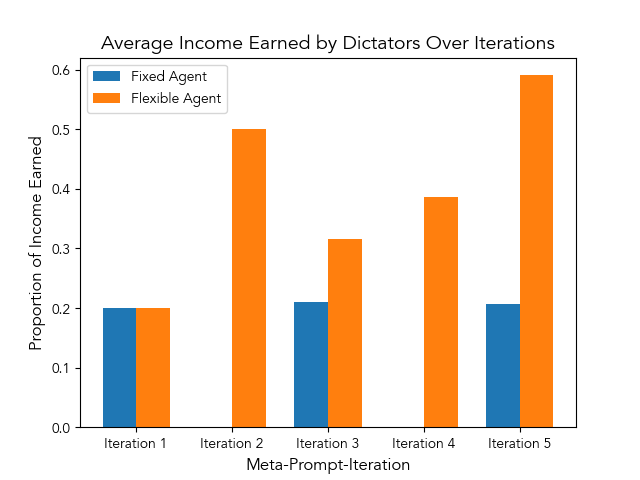 Average Income Earned by Dictators Over Iterations
Fixed Agent
Flexible Agent
Proportion of Income Earned
0.6
0.5
0.4
0.3
0.2
0.1
0.0
Iteration 1
Iteration 2
Iteration 3
Iteration 4
Iteration 5
Meta-Prompt-Iteration